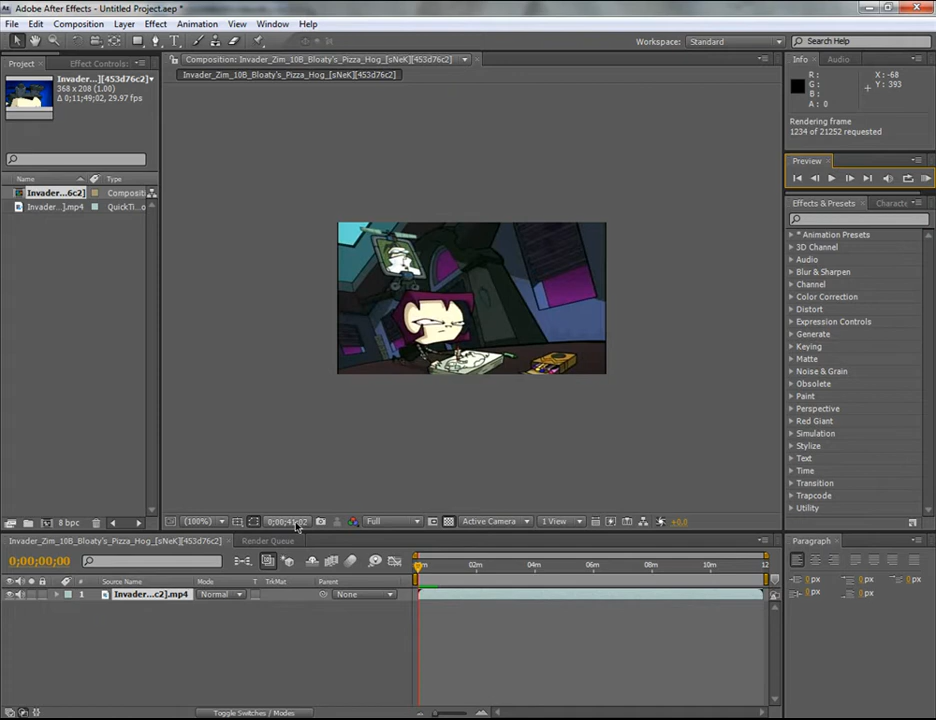 Adobe After Effects - Untitled Project.aep *
File Edit Composition Layer Effect Animation View Window Help
Workspace: Standard Search Help
Project Effect Controls:
Composition: Invader_Zim_10B_Bloaty's_Pizza_Hog_[sNeK][453d76c2]
Info Audio
Invader_Zim_10B_Bloaty's_Pizza_Hog_[sNeK][453d76c2]
Invader...][453d76c2]
368 x 208 (1.00)
Δ 0;11;49;02, 29.97 fps
R : X : -68
G : Y : 393
B :
A : 0
Rendering frame
1234 of 21252 requested
Preview
Name Type
Invader...6c2] Composit
Invader...].mp4 QuickTi...o
Effects & Presets Characte
* Animation Presets
3D Channel
Audio
Blur & Sharpen
Channel
Color Correction
Distort
Expression Controls
Generate
Keying
Matte
Noise & Grain
Obsolete
Paint
Perspective
Red Giant
Simulation
Stylize
Text
Time
Transition
Trapcode
Utility
8 bpc (100%) 0;00;41;02 Full Active Camera 1 View +0.0
Invader_Zim_10B_Bloaty's_Pizza_Hog_[sNeK][453d76c2] Render Queue
Paragraph
0;00;00;00
02m 04m 06m 08m 10m 12
Source Name Mode T TrkMat Parent
1 Invader...c2].mp4 Normal None
0 px 0 px 0 px
0 px 0 px
Toggle Switches / Modes